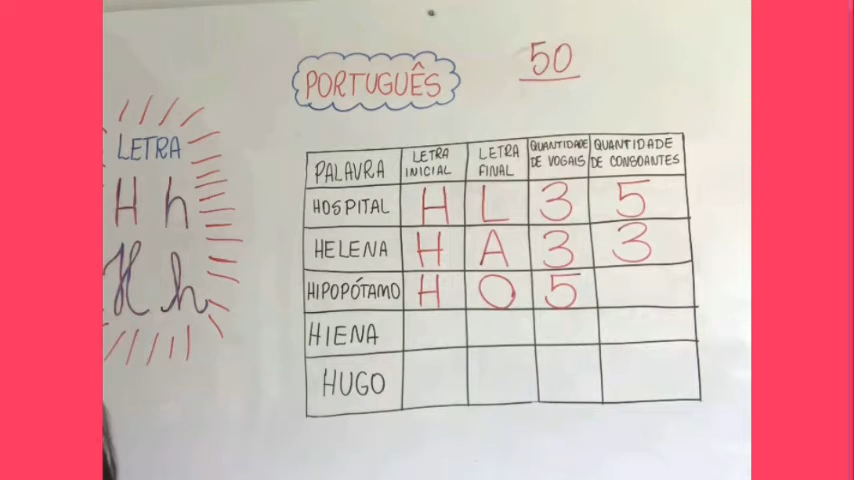 50
PORTUGUÊS
LETRA
H h
H h
PALAVRA LETRA INICIAL LETRA FINAL QUANTIDADE DE VOGAIS QUANTIDADE DE CONSOANTES
HOSPITAL H L 3 5
HELENA H A 3 3
HIPOPÓTAMO H O 5
HIENA
HUGO